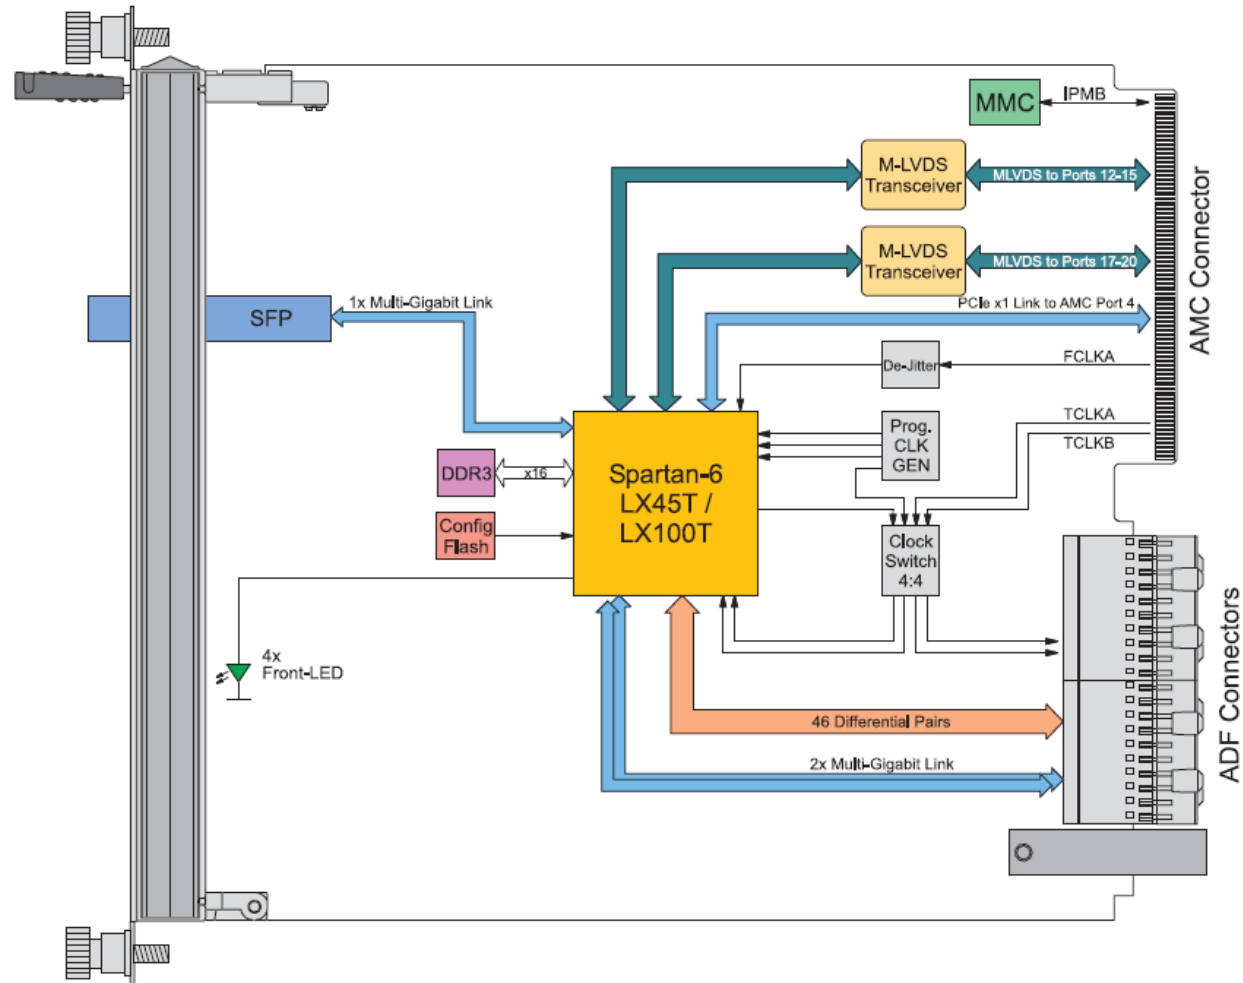 MMC
IPMB
M-LVDS
Transceiver
MLVDS to Ports 12-15
M-LVDS
Transceiver
MLVDS to Ports 17-20
AMC Connector
1x Multi-Gigabit Link
SFP
PCIe x1 Link to AMC Port 4
De-Jitter
FCLKA
TCLKA
TCLKB
Prog.
CLK
GEN
DDR3
x16
Spartan-6
LX45T /
LX100T
Config
Flash
Clock
Switch
4:4
4x
Front-LED
46 Differential Pairs
2x Multi-Gigabit Link
ADF Connectors